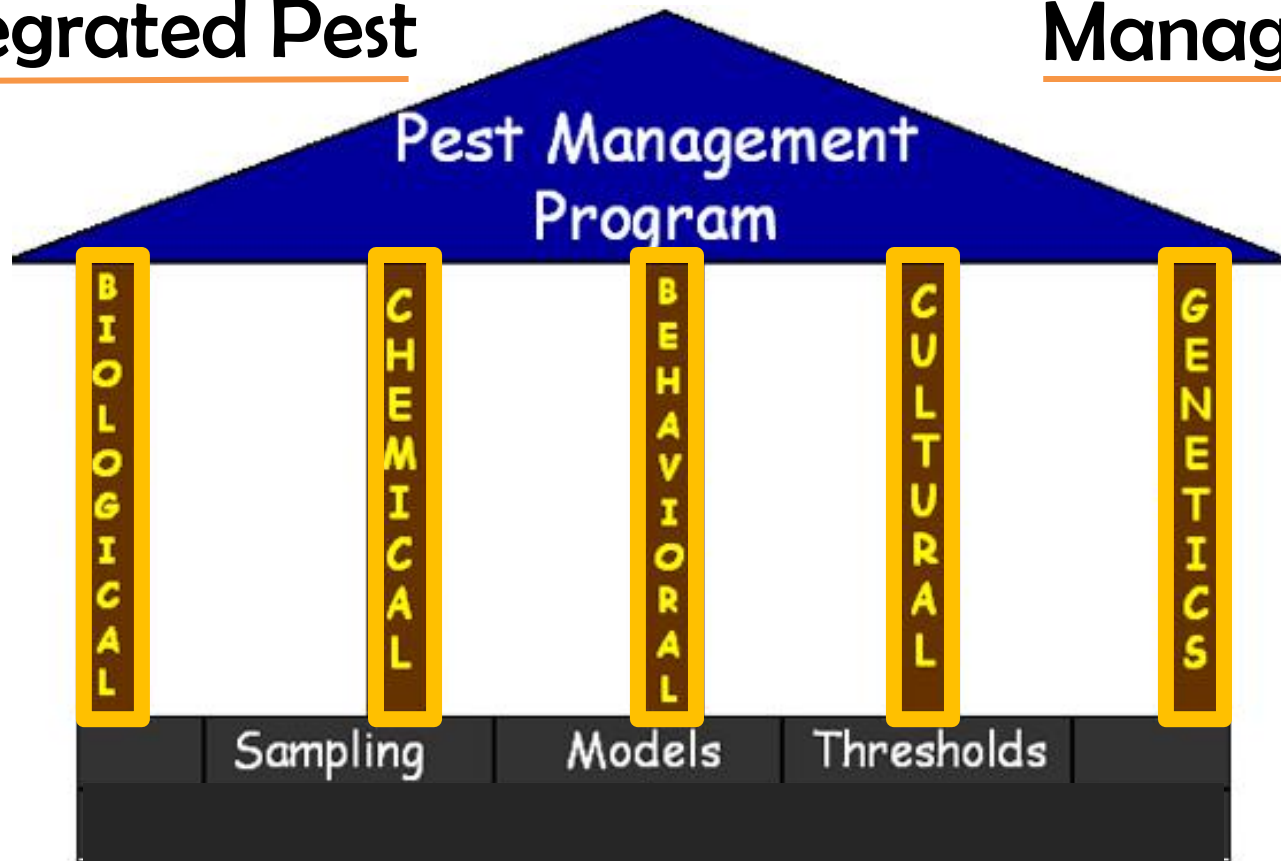 egrated Pest
Manag
Pest Management
Program
BIOLOGICAL
CHEMICAL
BEHAVIORAL
CULTURAL
GENETICS
Sampling
Models
Thresholds